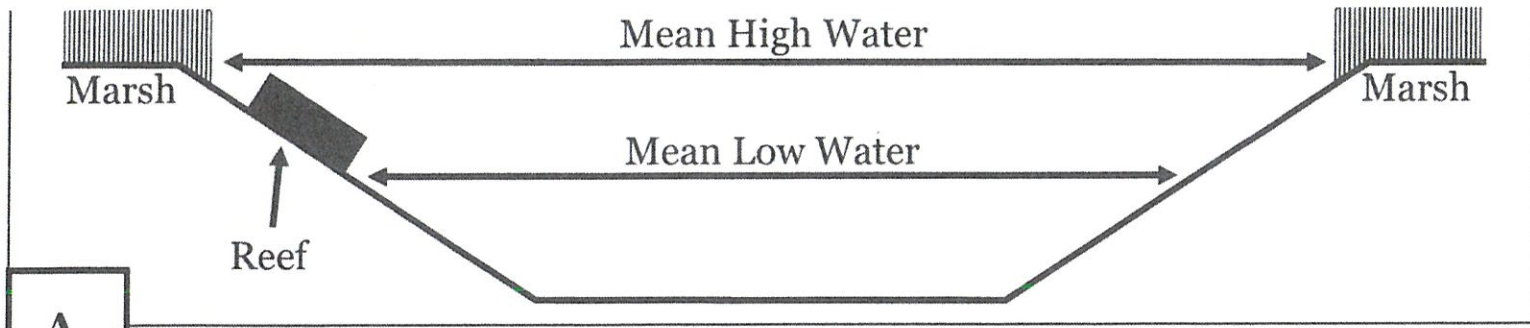 Mean High Water
Marsh
Marsh
Mean Low Water
Reef
A